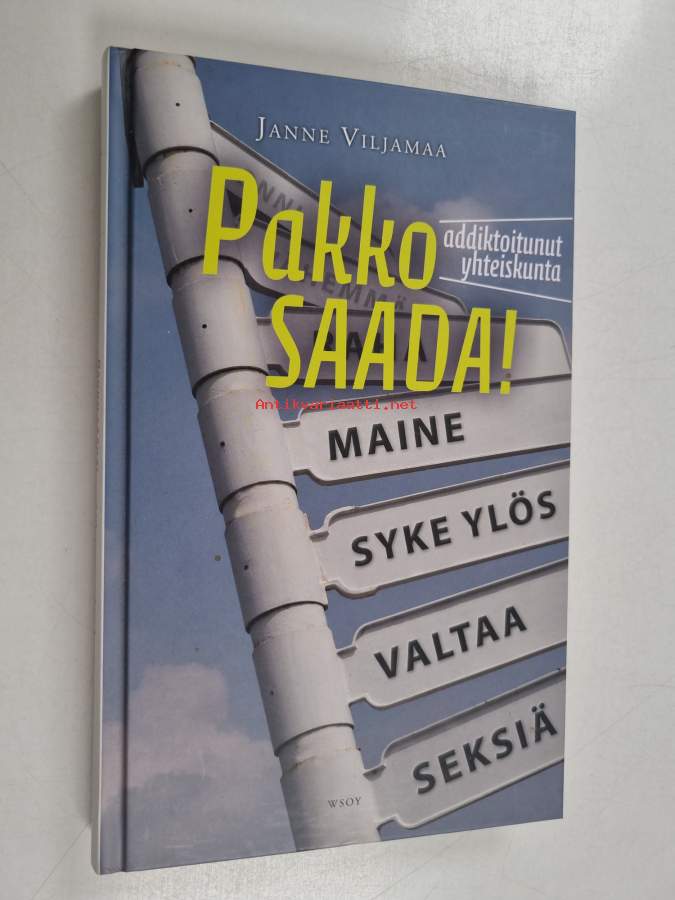 JANNE VILJAMAA
Pakko
SAADA!
addiktoitunut
yhteiskunta
Antikvariaatti.net
MAINE
SYKE YLÖS
VALTAA
SEKSIÄ
WSOY